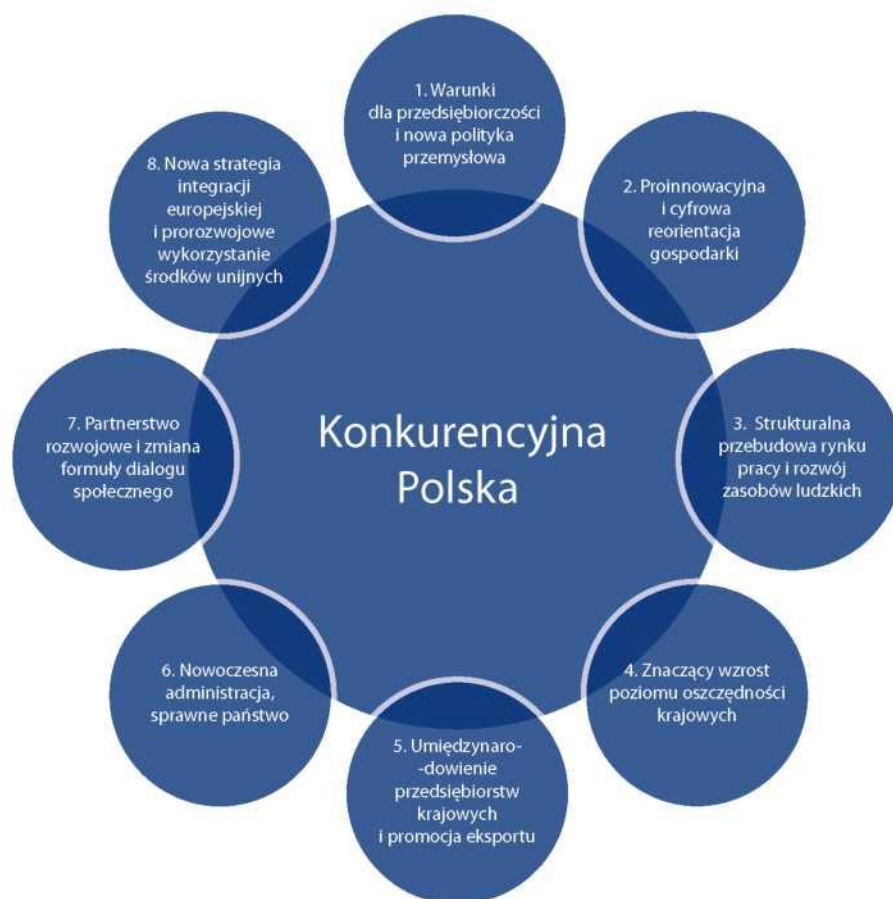 1. Warunki
dla przedsiębiorczości
i nowa polityka
przemysłowa
2. Proinnowacyjna
i cyfrowa
reorientacja
gospodarki
3. Strukturalna
przebudowa rynku
pracy i rozwój
zasobów ludzkich
4. Znaczący wzrost
poziomu oszczędności
krajowych
5. Umiędzynaro-
-dowienie
przedsiębiorstw
krajowych
i promocja eksportu
6. Nowoczesna
administracja,
sprawne państwo
7. Partnerstwo
rozwojowe i zmiana
formuły dialogu
społecznego
8. Nowa strategia
integracji
europejskiej
i prorozwojowe
wykorzystanie
środków unijnych
Konkurencyjna
Polska